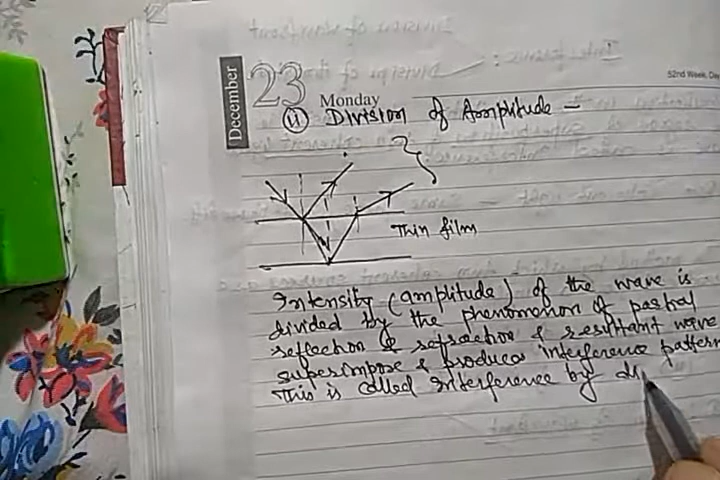 December
23
Monday
52nd Week, Day
(ii) Division of Amplitude -
Thin film
Intensity (amplitude) of the wave is
divided by the phenomenon of partial
reflection & refraction & resultant wave
superimpose & produces interference pattern
This is called interference by di